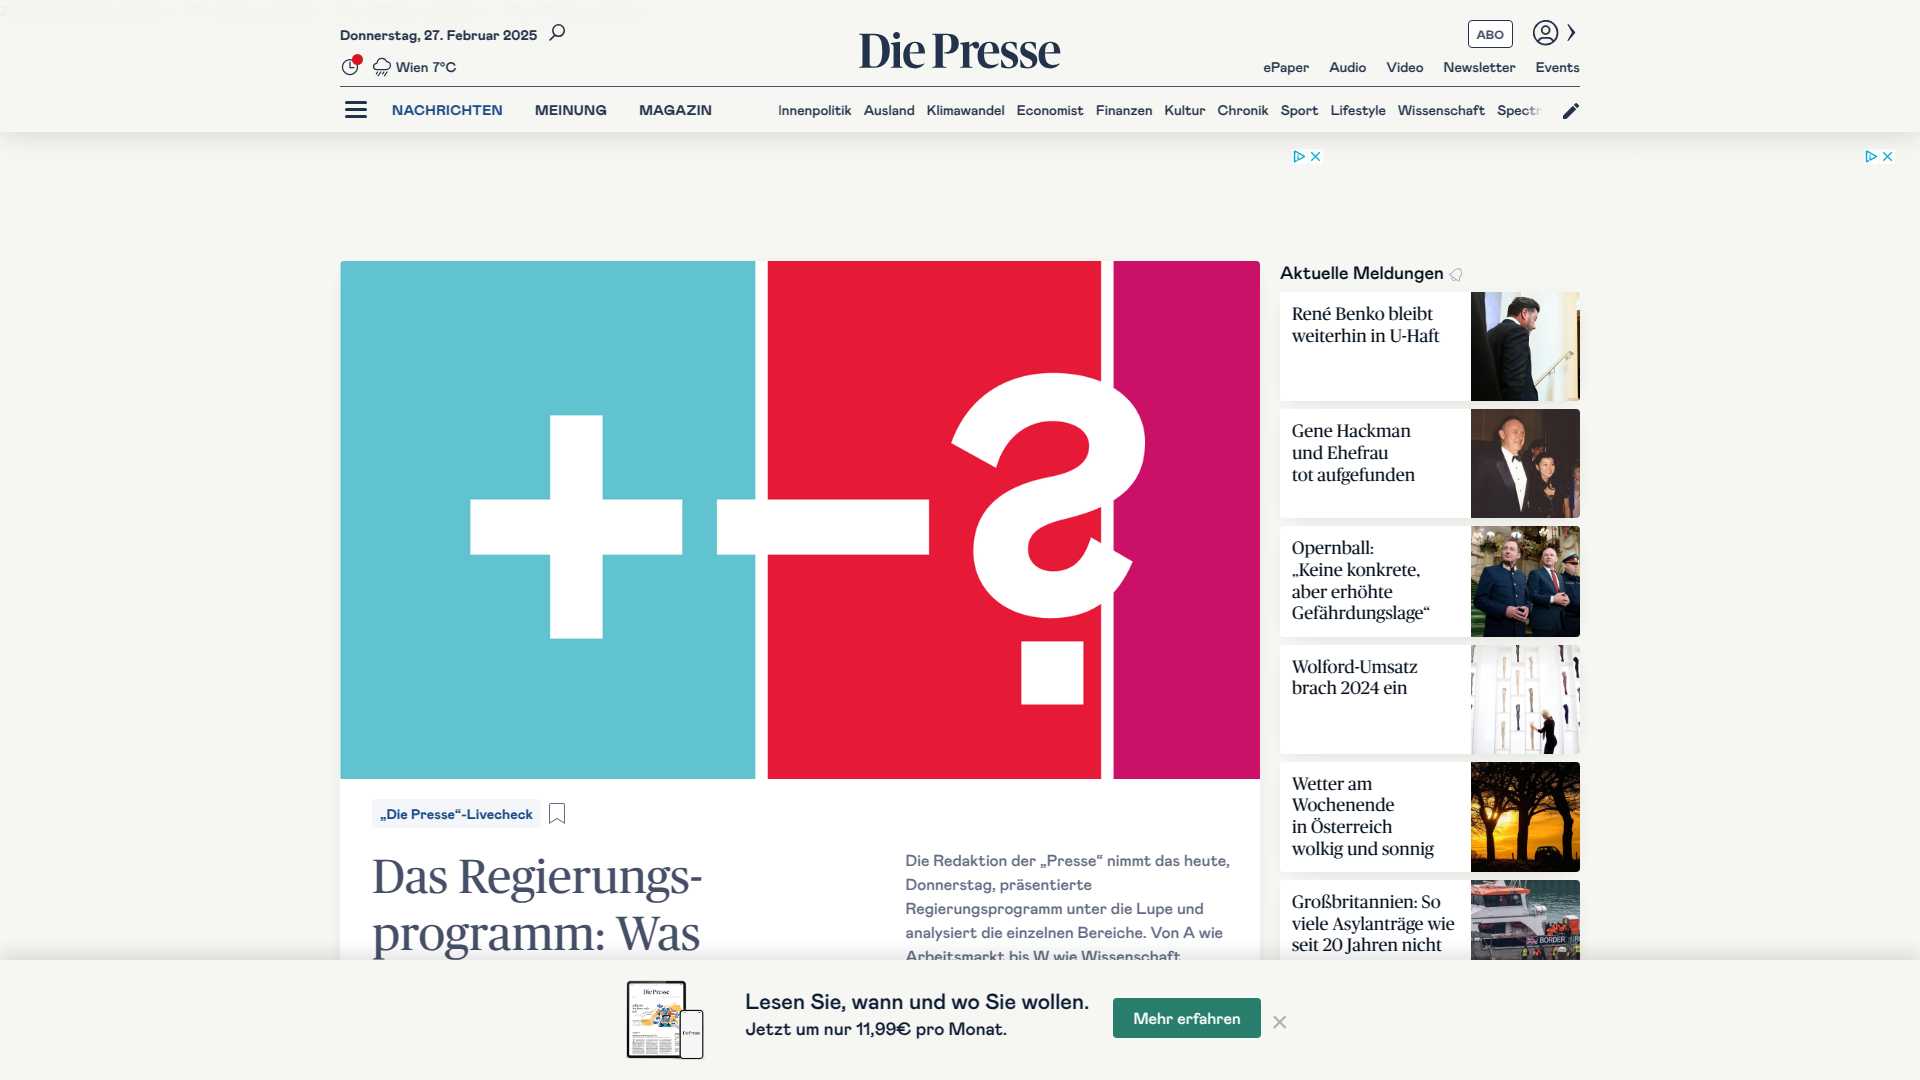 Donnerstag, 27. Februar 2025
Die Presse
ABO
Wien 7°C
ePaper Audio Video Newsletter Events
NACHRICHTEN MEINUNG MAGAZIN
Innenpolitik Ausland Klimawandel Economist Finanzen Kultur Chronik Sport Lifestyle Wissenschaft Spectr
+ – ?
„Die Presse“-Livecheck
Das Regierungs-
programm: Was
Die Redaktion der „Presse“ nimmt das heute,
Donnerstag, präsentierte
Regierungsprogramm unter die Lupe und
analysiert die einzelnen Bereiche. Von A wie
Arbeitsmarkt bis W wie Wissenschaft.
Aktuelle Meldungen
René Benko bleibt
weiterhin in U-Haft
Gene Hackman
und Ehefrau
tot aufgefunden
Opernball:
„Keine konkrete,
aber erhöhte
Gefährdungslage“
Wolford-Umsatz
brach 2024 ein
Wetter am
Wochenende
in Österreich
wolkig und sonnig
Großbritannien: So
viele Asylanträge wie
seit 20 Jahren nicht
BORDER
Die Presse
Lesen Sie, wann und wo Sie wollen.
Jetzt um nur 11,99€ pro Monat.
Mehr erfahren